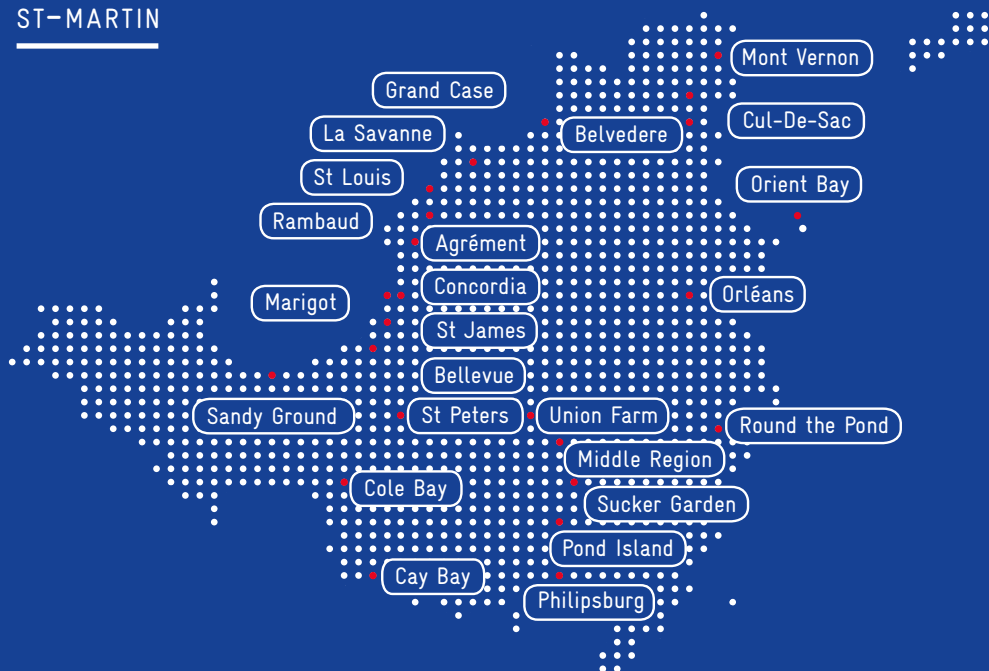 ST-MARTIN
Mont Vernon
Grand Case
Cul-De-Sac
La Savanne
Belvedere
St Louis
Orient Bay
Rambaud
Agrément
Concordia
Orléans
Marigot
St James
Bellevue
Sandy Ground
St Peters
Union Farm
Round the Pond
Middle Region
Cole Bay
Sucker Garden
Pond Island
Cay Bay
Philipsburg